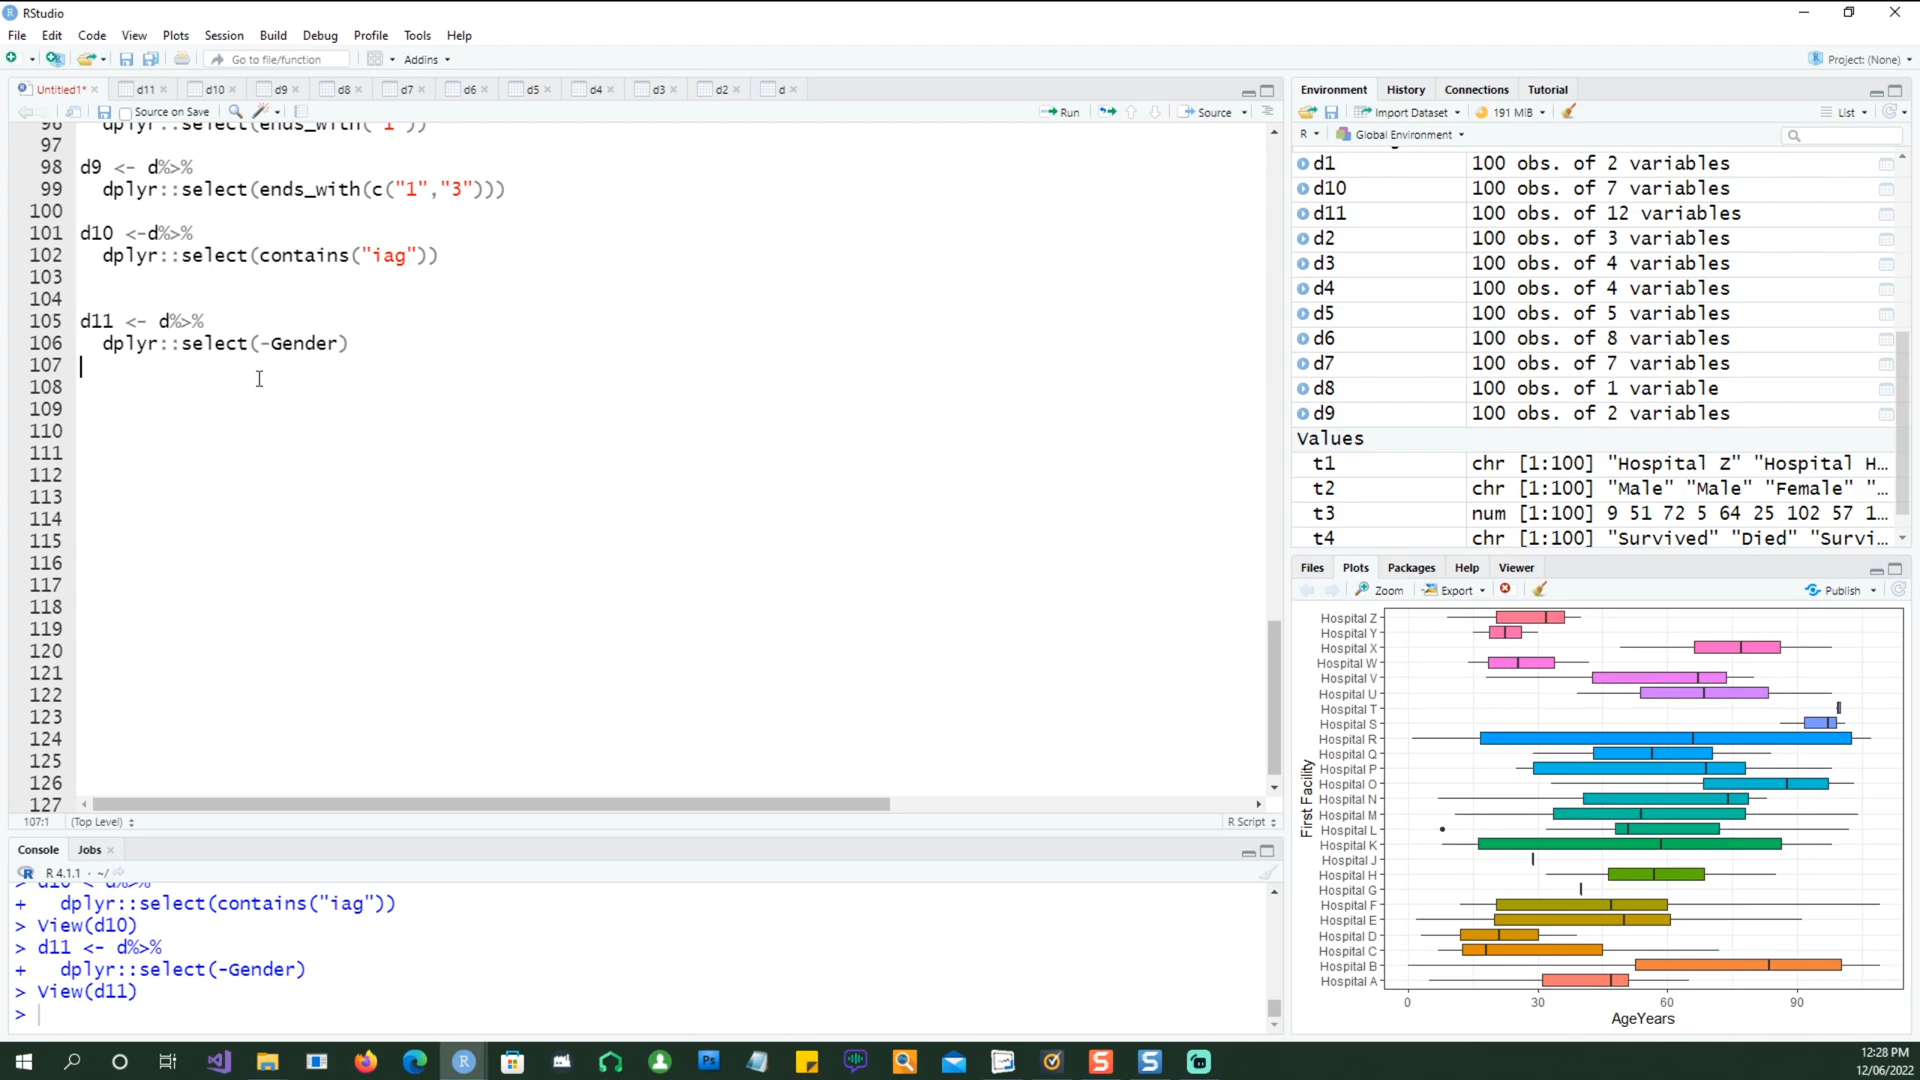 RStudio
File Edit Code View Plots Session Build Debug Profile Tools Help
Go to file/function Addins Project: (None)
Untitled1* d11 d10 d9 d8 d7 d6 d5 d4 d3 d2 d
Source on Save Run Source
96 dplyr::select(ends_with("1"))
97
98 d9 <- d%>%
99 dplyr::select(ends_with(c("1","3")))
100
101 d10 <-d%>%
102 dplyr::select(contains("iag"))
103
104
105 d11 <- d%>%
106 dplyr::select(-Gender)
107
108
109
110
111
112
113
114
115
116
117
118
119
120
121
122
123
124
125
126
127
107:1 (Top Level) R Script
Console Jobs
R 4.1.1 · ~/
> d10 <-d%>%
+ dplyr::select(contains("iag"))
> View(d10)
> d11 <- d%>%
+ dplyr::select(-Gender)
> View(d11)
>
Environment History Connections Tutorial
Import Dataset 191 MiB List
R Global Environment
d1 100 obs. of 2 variables
d10 100 obs. of 7 variables
d11 100 obs. of 12 variables
d2 100 obs. of 3 variables
d3 100 obs. of 4 variables
d4 100 obs. of 4 variables
d5 100 obs. of 5 variables
d6 100 obs. of 8 variables
d7 100 obs. of 7 variables
d8 100 obs. of 1 variable
d9 100 obs. of 2 variables
Values
t1 chr [1:100] "Hospital Z" "Hospital H…
t2 chr [1:100] "Male" "Male" "Female" "…
t3 num [1:100] 9 51 72 5 64 25 102 57 1…
t4 chr [1:100] "Survived" "Died" "Survi…
Files Plots Packages Help Viewer
Zoom Export Publish
Hospital Z
Hospital Y
Hospital X
Hospital W
Hospital V
Hospital U
Hospital T
Hospital S
Hospital R
Hospital Q
Hospital P
Hospital O
Hospital N
Hospital M
Hospital L
Hospital K
Hospital J
Hospital H
Hospital G
Hospital F
Hospital E
Hospital D
Hospital C
Hospital B
Hospital A
First Facility
0 30 60 90
AgeYears
12:28 PM
12/06/2022